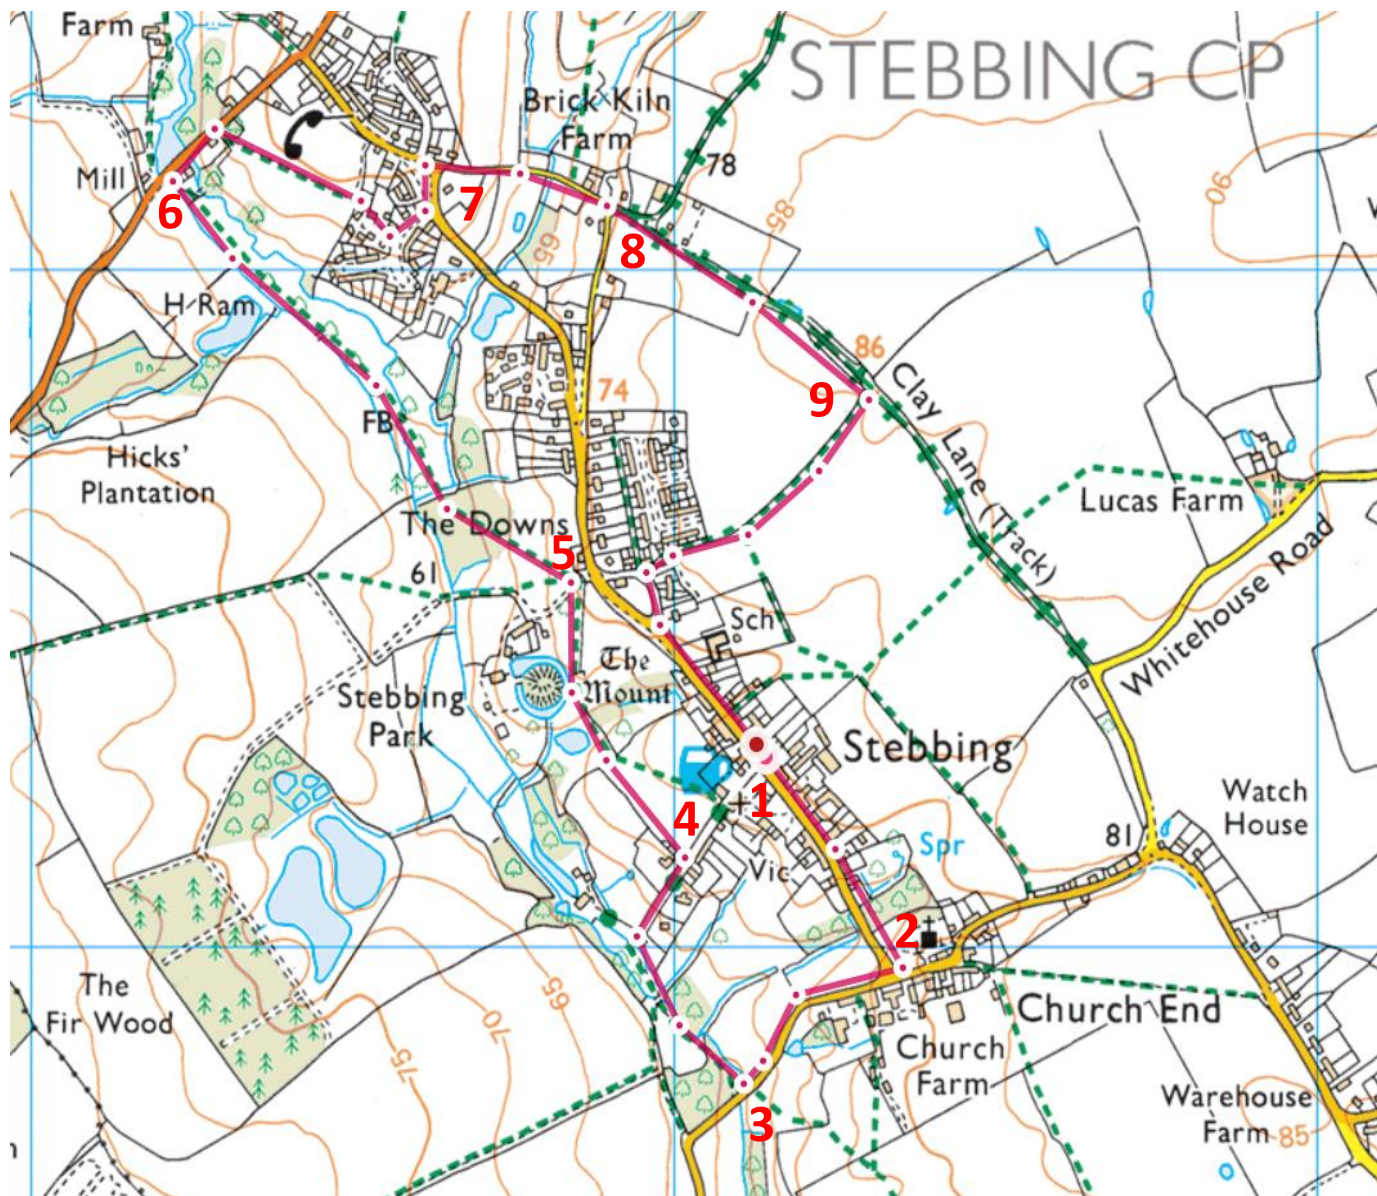 Farm
STEBBING CP
Brick Kiln
Farm
78
Mill
6
7
8
85
90
65
H Ram
86
Clay Lane (Track)
74
9
FB
Hicks'
Plantation
Lucas Farm
The Downs
5
61
Whitehouse Road
Sch
The
Mount
Stebbing
Park
Stebbing
4
1
Watch
House
81
Spr
Vic
2
The
Fir Wood
65
70
75
Church End
Church
Farm
3
Warehouse
Farm
85